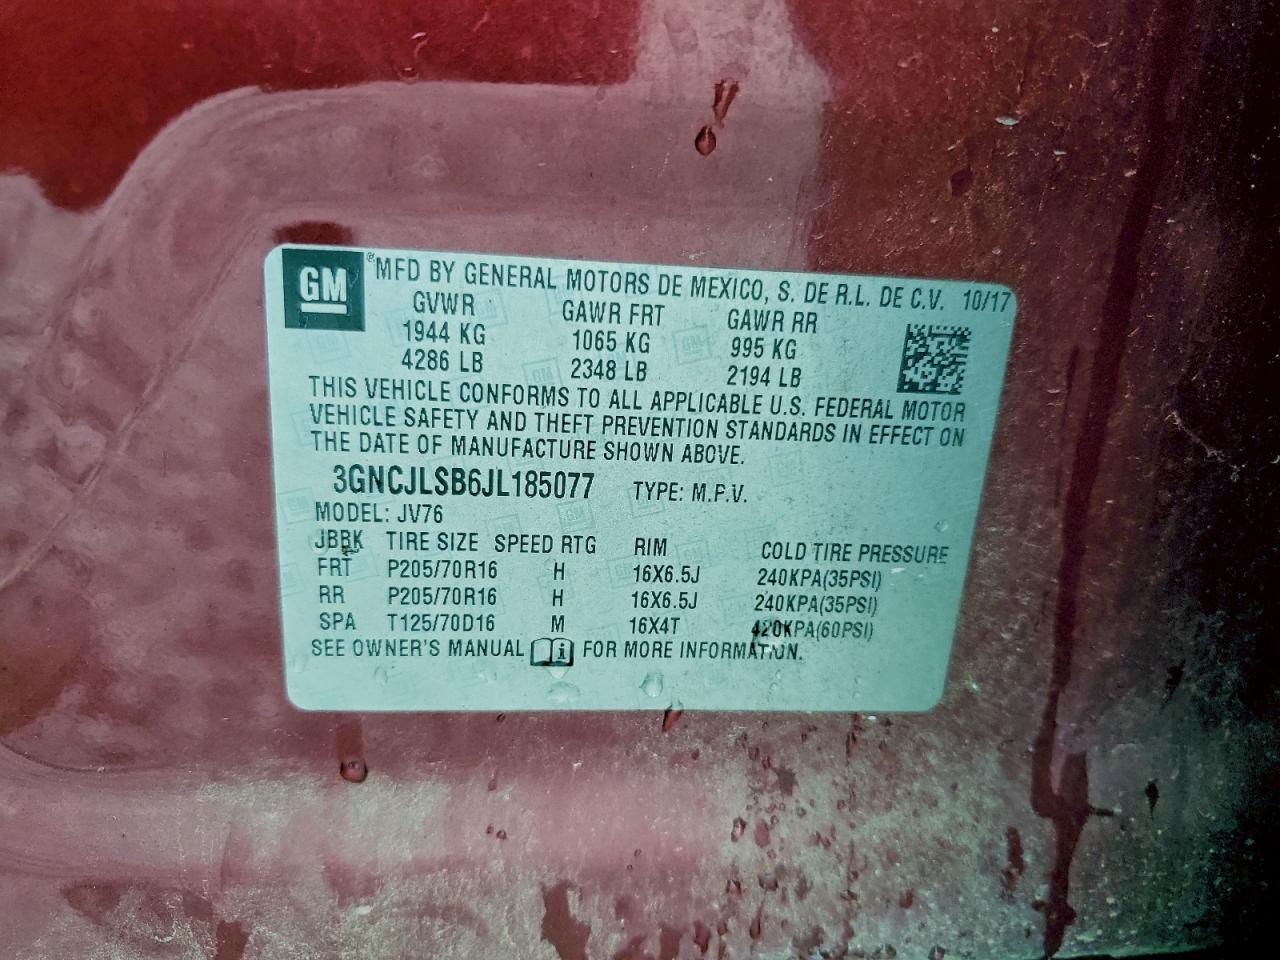 GM ® MFD BY GENERAL MOTORS DE MEXICO, S. DE R.L. DE C.V. 10/17
GVWR GAWR FRT GAWR RR
1944 KG 1065 KG 995 KG
4286 LB 2348 LB 2194 LB
THIS VEHICLE CONFORMS TO ALL APPLICABLE U.S. FEDERAL MOTOR
VEHICLE SAFETY AND THEFT PREVENTION STANDARDS IN EFFECT ON
THE DATE OF MANUFACTURE SHOWN ABOVE.
3GNCJLSB6JL185077 TYPE: M.P.V.
MODEL: JV76
JBBK TIRE SIZE SPEED RTG RIM COLD TIRE PRESSURE
FRT P205/70R16 H 16X6.5J 240KPA(35PSI)
RR P205/70R16 H 16X6.5J 240KPA(35PSI)
SPA T125/70D16 M 16X4T 420KPA(60PSI)
SEE OWNER'S MANUAL i FOR MORE INFORMATION.